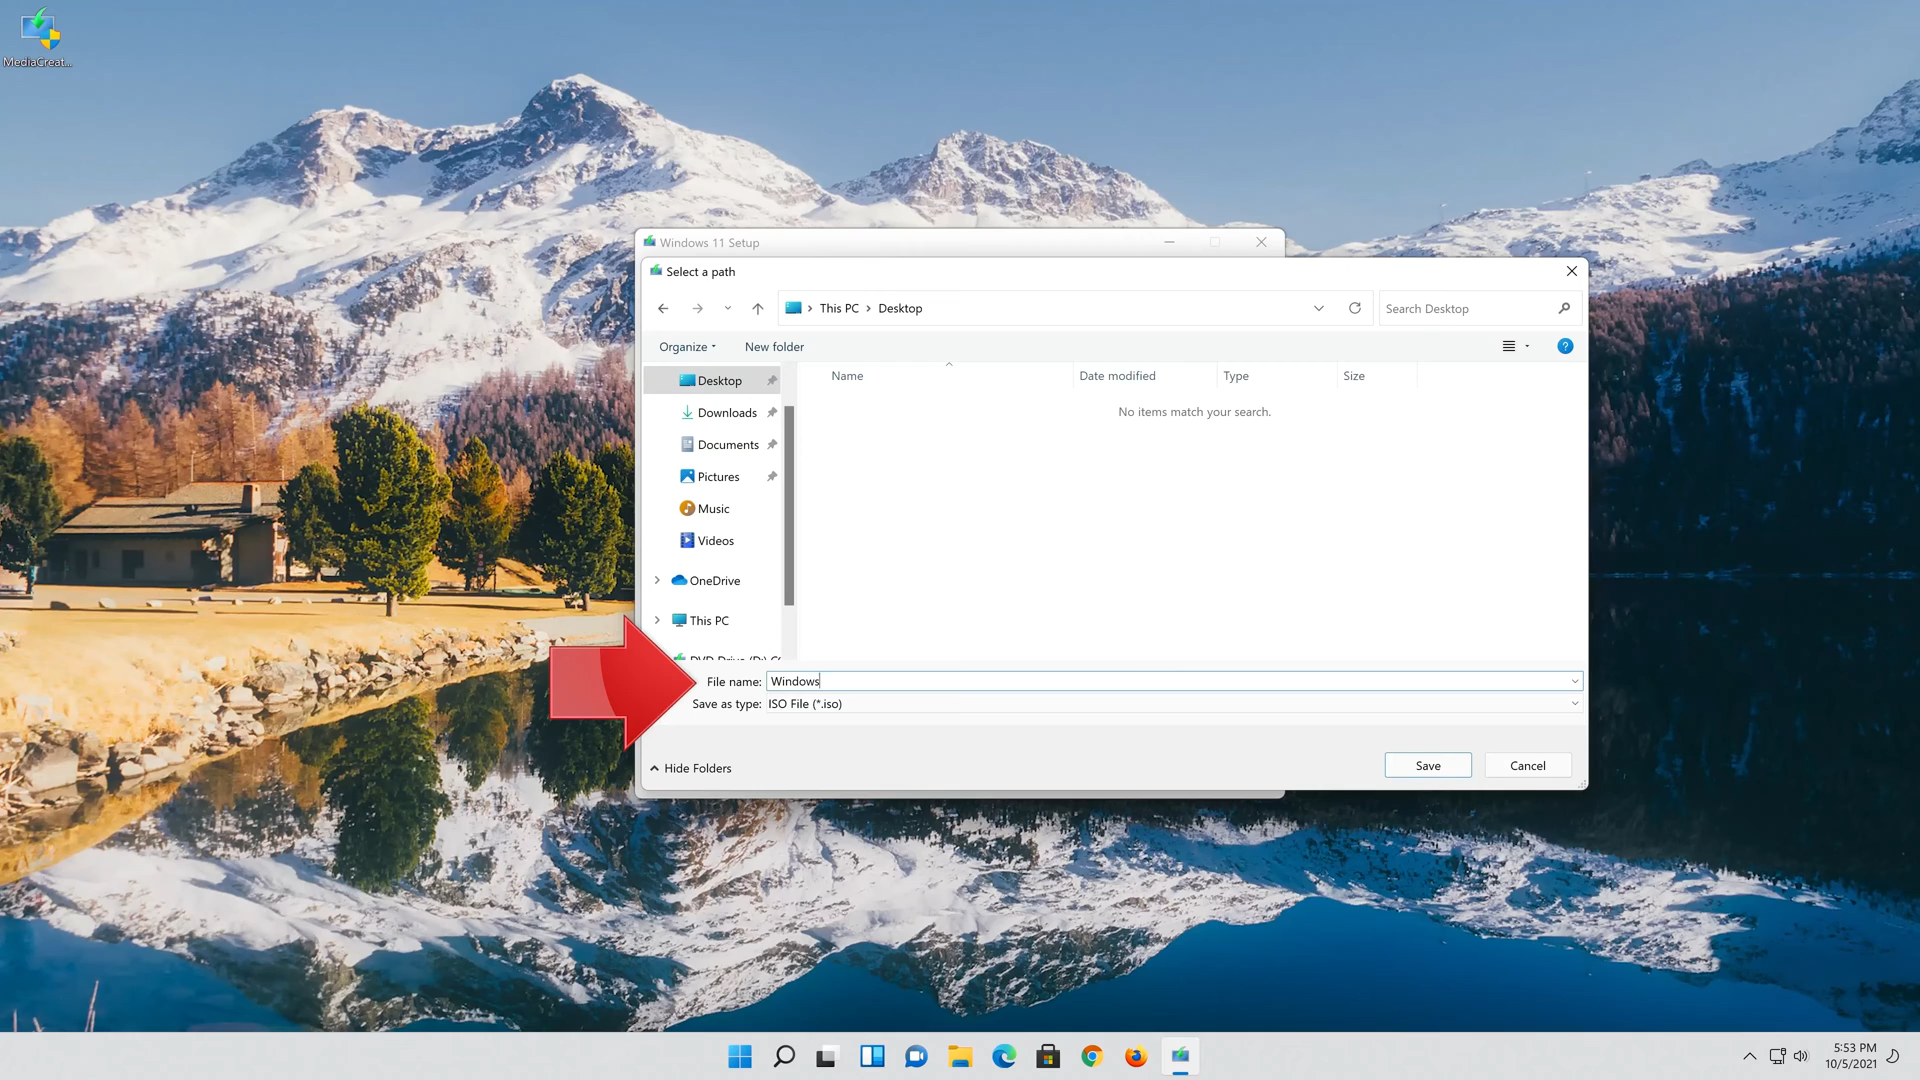 MediaCreat...
Windows 11 Setup
Select a path
This PC > Desktop
Search Desktop
Organize
New folder
?
Name
Date modified
Type
Size
No items match your search.
Desktop
Downloads
Documents
Pictures
Music
Videos
OneDrive
This PC
DVD Drive (D:)
File name: Windows
Save as type: ISO File (*.iso)
Hide Folders
Save
Cancel
5:53 PM
10/5/2021